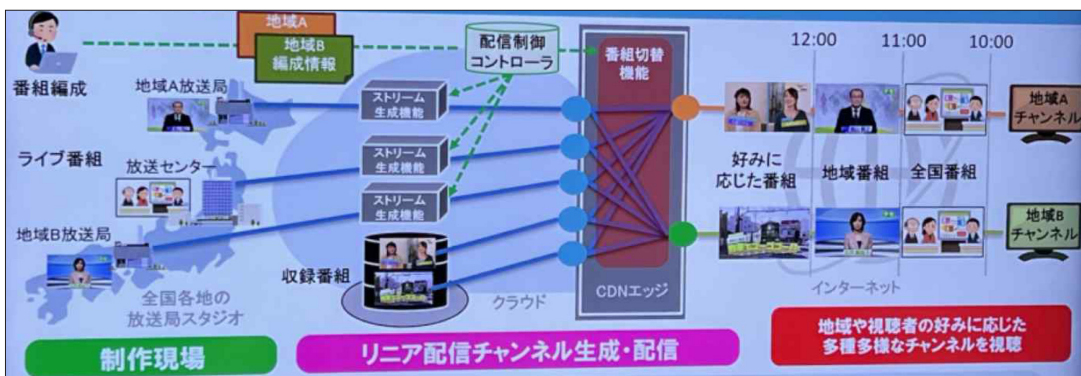 番組編成
地域A
地域B
編成情報
配信制御
コントローラ
番組切替
機能
12:00
11:00
10:00
地域A放送局
ストリーム
生成機能
地域A
チャンネル
ライブ番組
放送センター
ストリーム
生成機能
好みに
応じた番組
地域番組
全国番組
ストリーム
生成機能
地域B放送局
地域B
チャンネル
収録番組
全国各地の
放送局スタジオ
クラウド
CDNエッジ
インターネット
制作現場
リニア配信チャンネル生成・配信
地域や視聴者の好みに応じた
多種多様なチャンネルを視聴